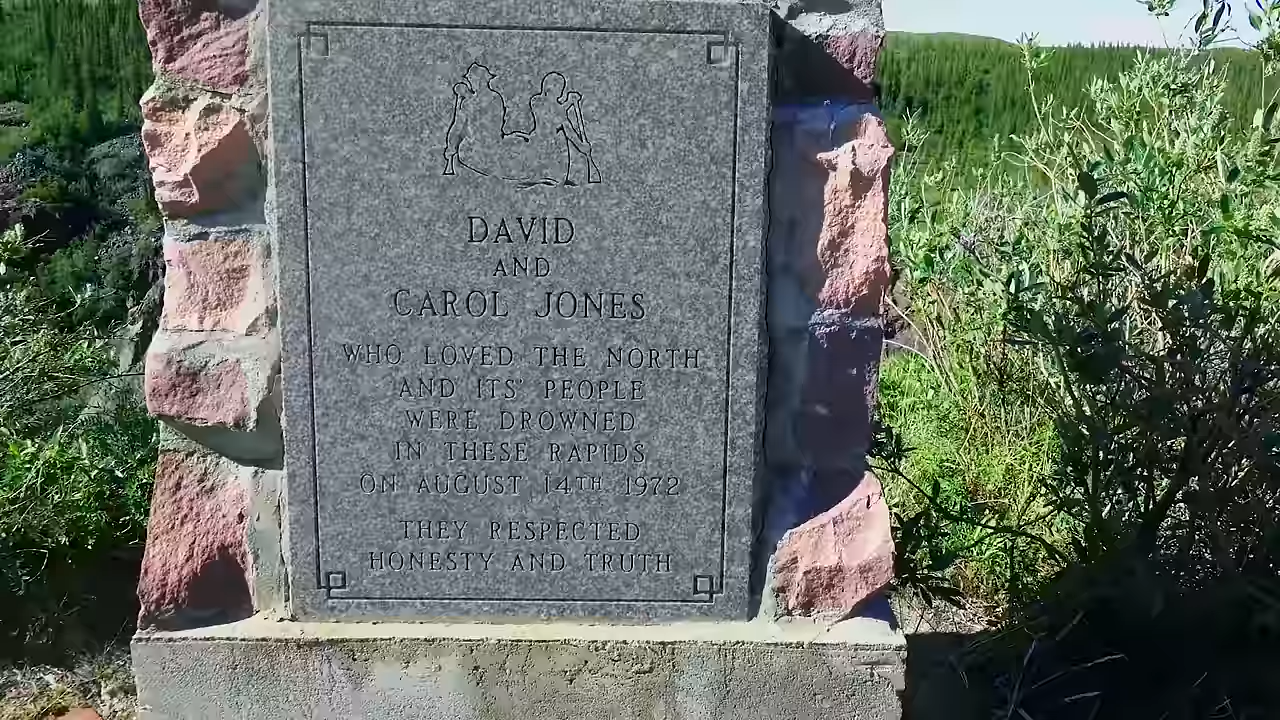 DAVID
AND
CAROL JONES
WHO LOVED THE NORTH
AND ITS' PEOPLE
WERE DROWNED
IN THESE RAPIDS
ON AUGUST 14TH 1972
THEY RESPECTED
HONESTY AND TRUTH